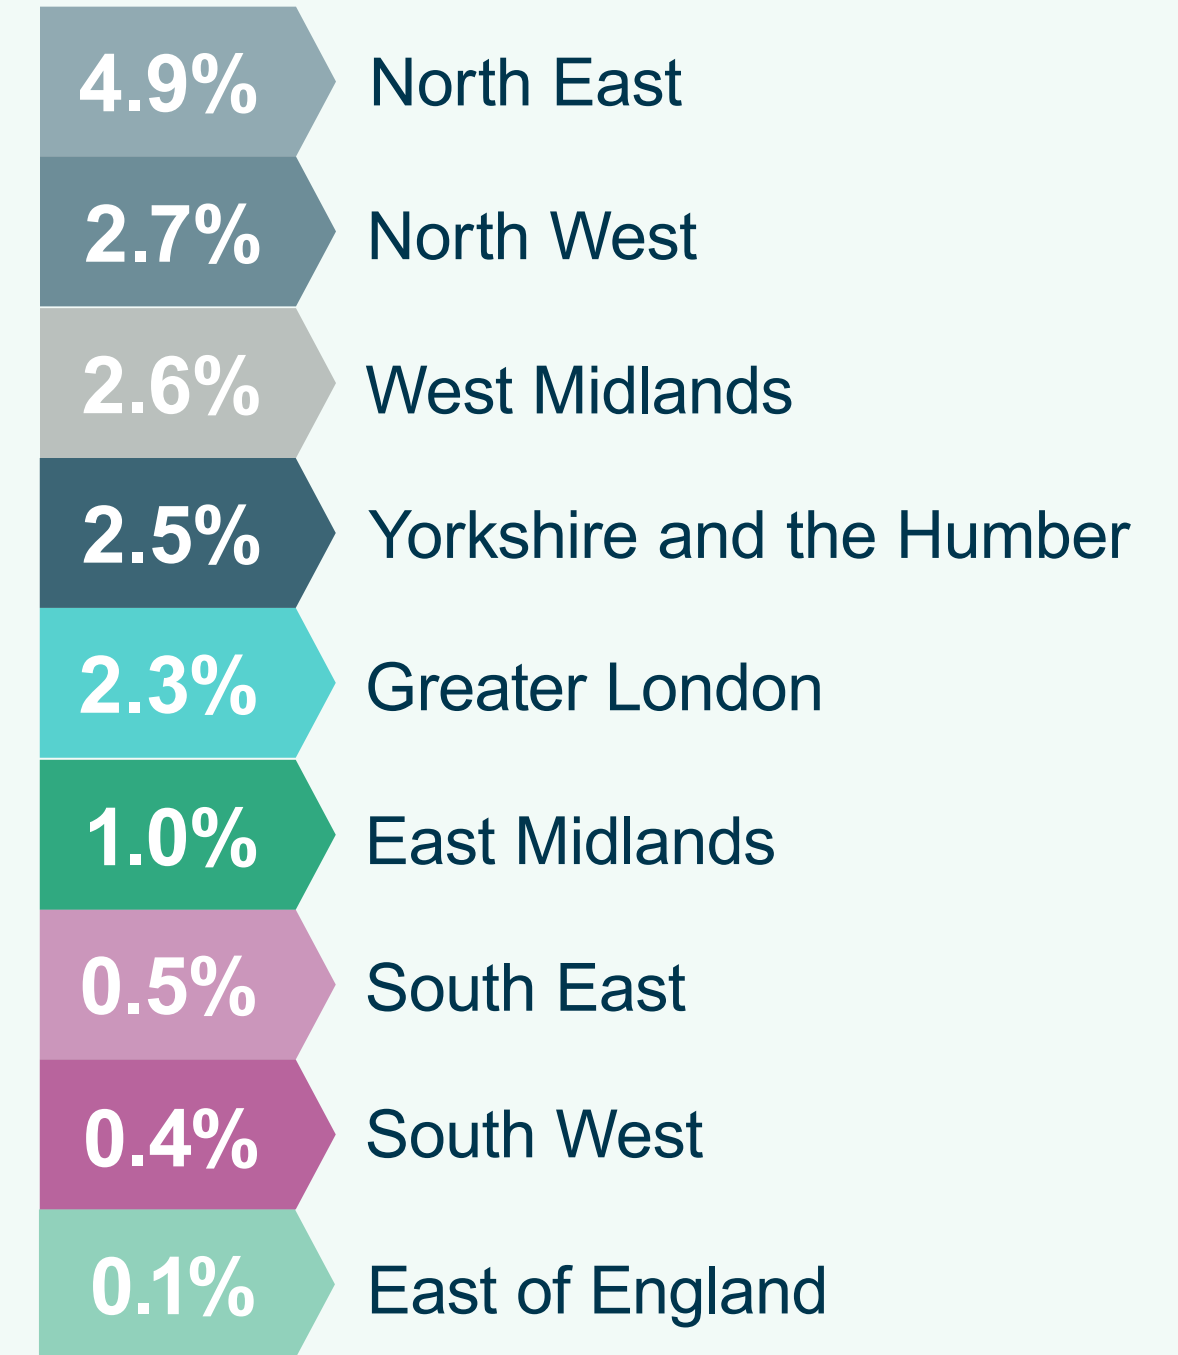 4.9% North East
2.7% North West
2.6% West Midlands
2.5% Yorkshire and the Humber
2.3% Greater London
1.0% East Midlands
0.5% South East
0.4% South West
0.1% East of England